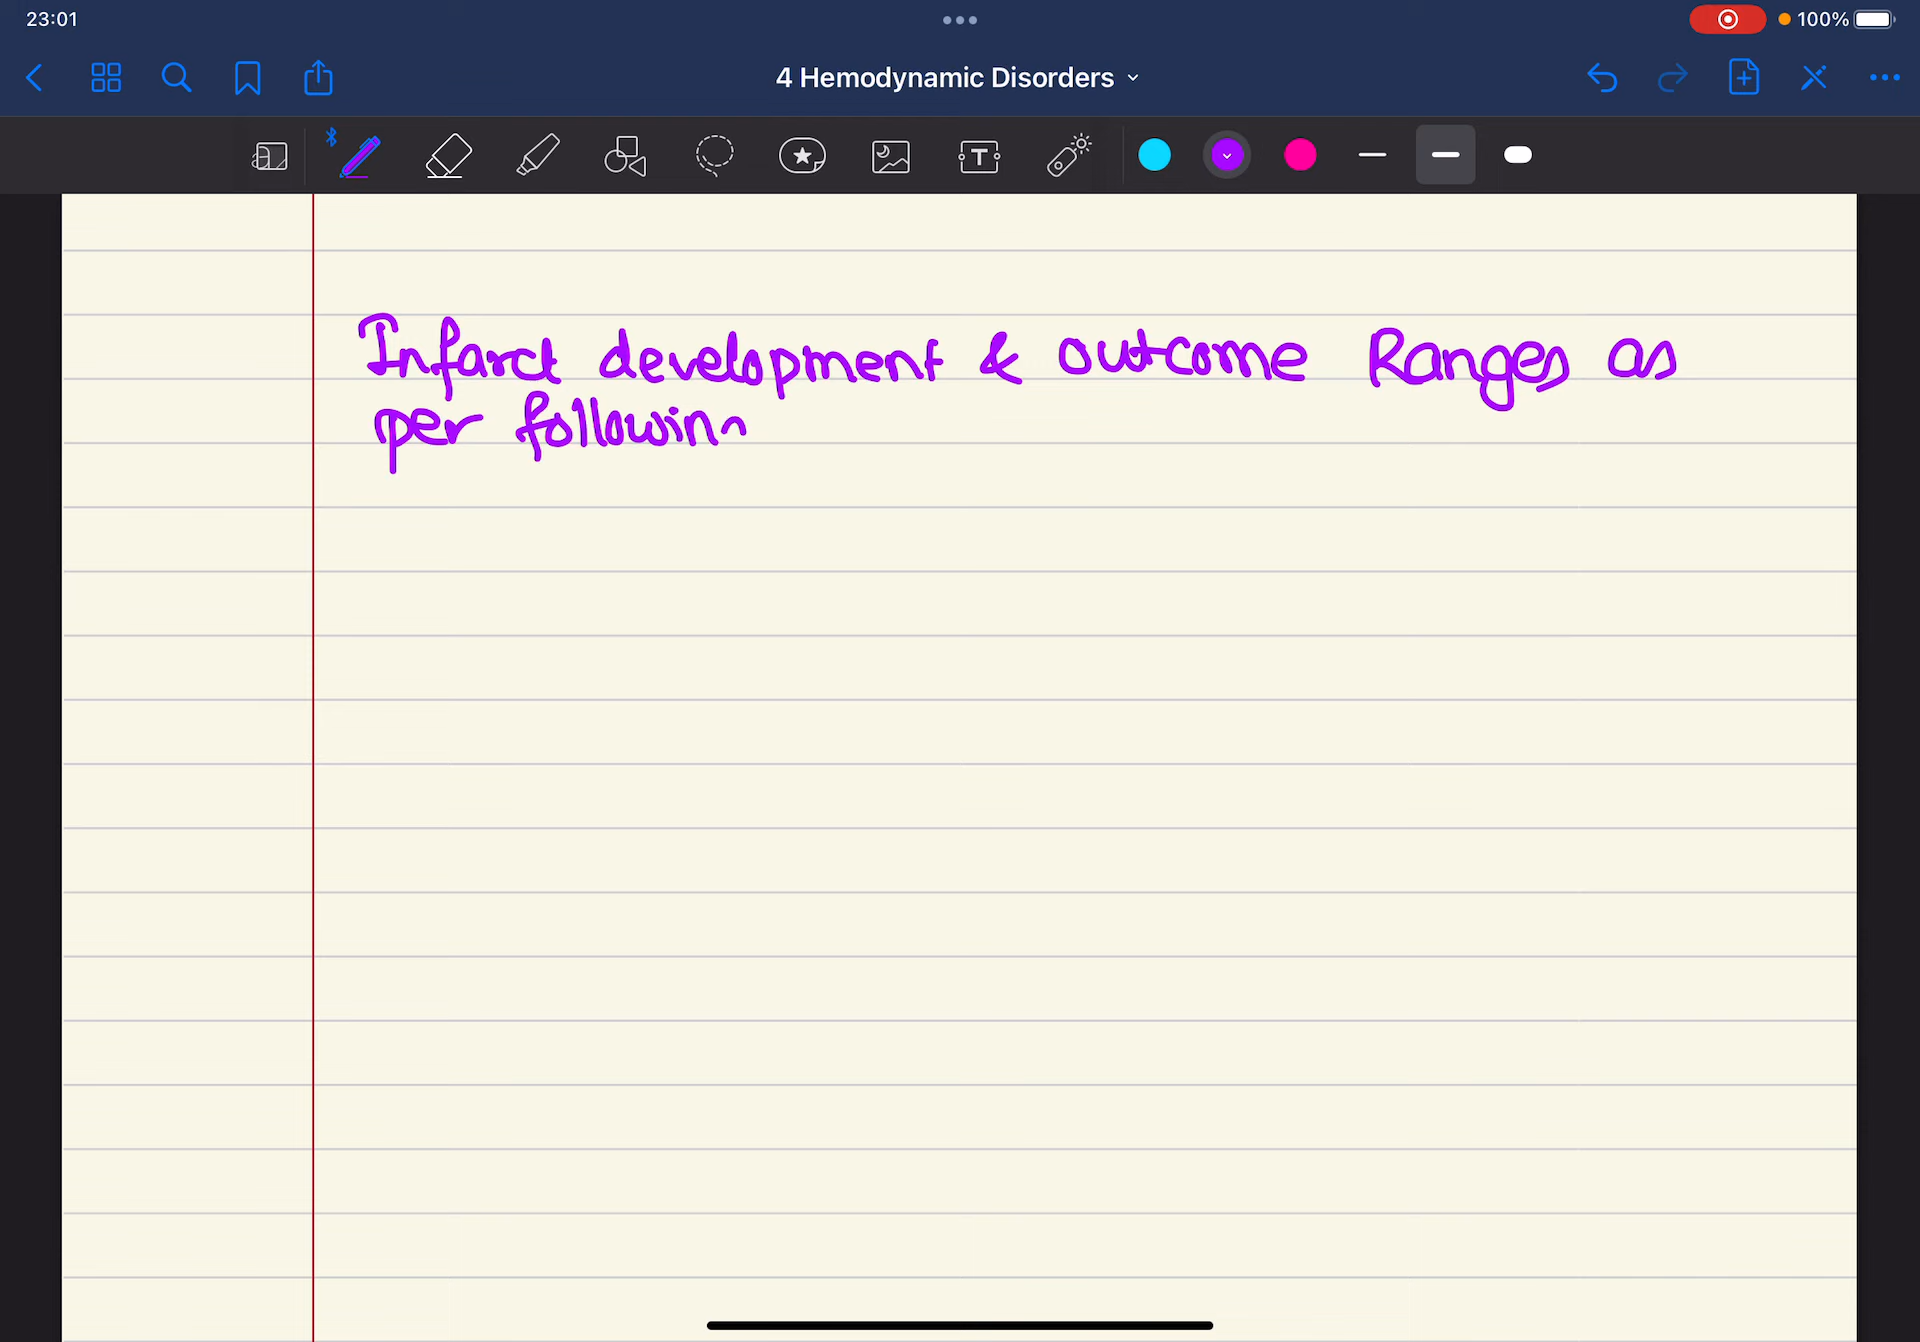 23:01
100%
4 Hemodynamic Disorders
Infarct development & outcome Ranges as
per followin